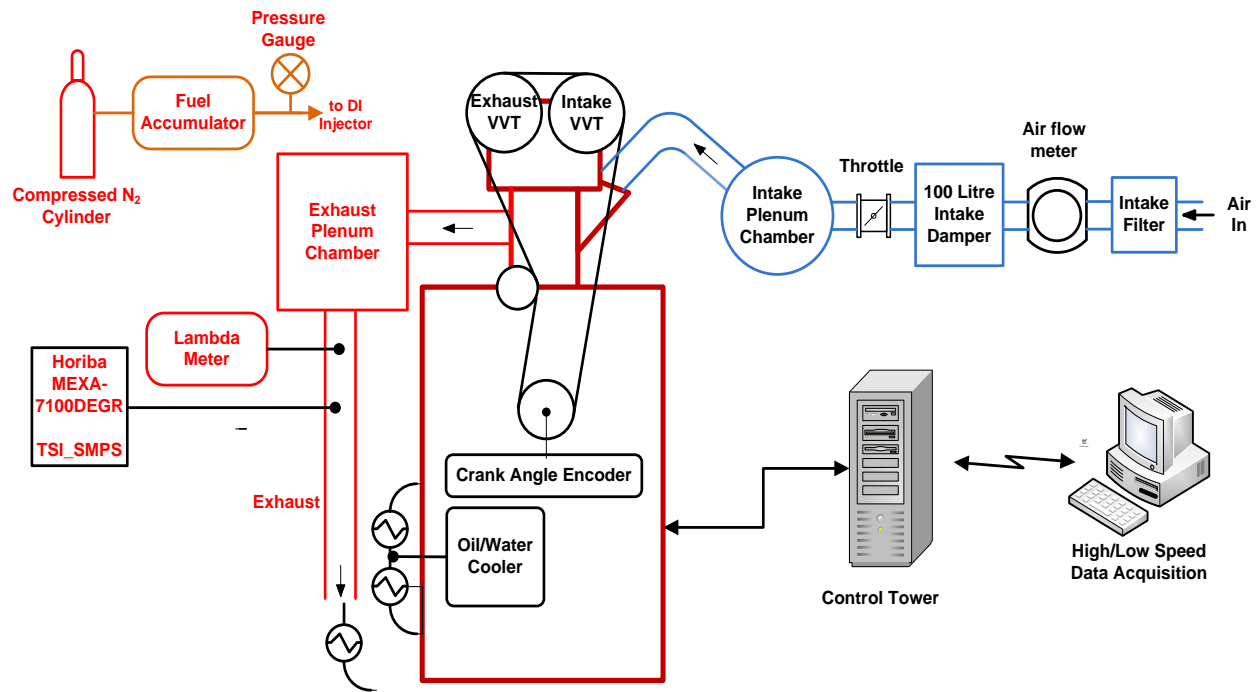 Pressure
Gauge
Fuel
Accumulator
to DI
Injector
Compressed N₂
Cylinder
Exhaust
VVT
Intake
VVT
Exhaust
Plenum
Chamber
Intake
Plenum
Chamber
Throttle
100 Litre
Intake
Damper
Air flow
meter
Intake
Filter
Air
In
Lambda
Meter
Horiba
MEXA-
7100DEGR
TSI_SMPS
Exhaust
Crank Angle Encoder
Oil/Water
Cooler
Control Tower
High/Low Speed
Data Acquisition